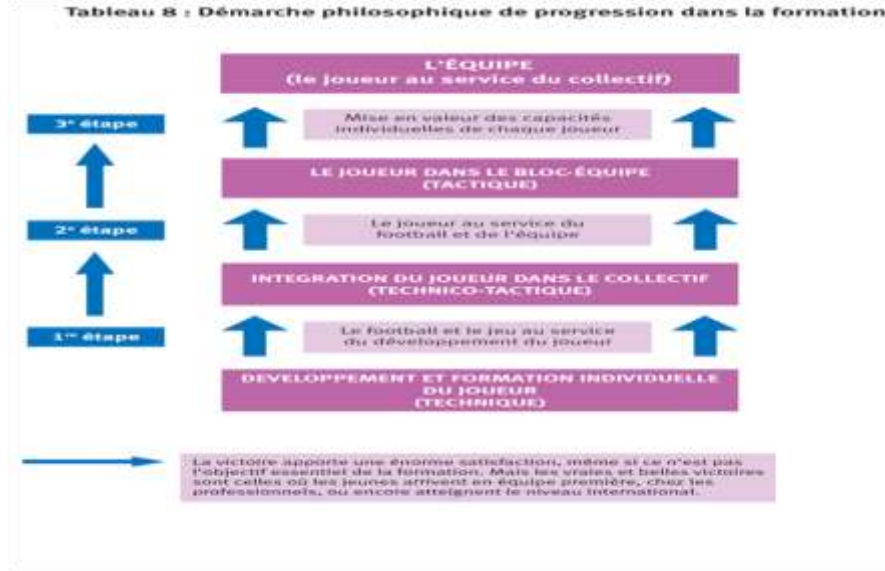 Tableau 8 : Démarche philosophique de progression dans la formation
L'ÉQUIPE
(le joueur au service du collectif)
3e étape
Mise en valeur des capacités
individuelles de chaque joueur
LE JOUEUR DANS LE BLOC-ÉQUIPE
(TACTIQUE)
2e étape
Le joueur au service du
football et de l'équipe
INTEGRATION DU JOUEUR DANS LE COLLECTIF
(TECHNICO-TACTIQUE)
1re étape
Le football et le jeu au service
du développement du joueur
DEVELOPPEMENT ET FORMATION INDIVIDUELLE
DU JOUEUR
(TECHNIQUE)
La victoire apporte une énorme satisfaction, même si ce n'est pas
l'objectif essentiel de la formation. Mais les vraies et belles victoires
sont celles où les jeunes arrivent en équipe première, chez les
professionnels, ou encore atteignent le niveau international.